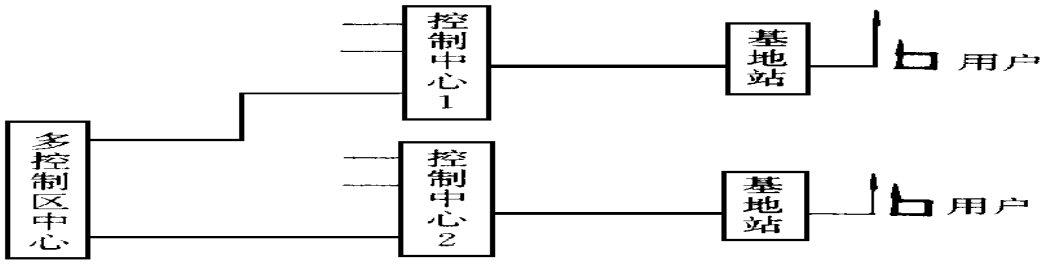 控制中心1
基地站
用户
多控制区中心
控制中心2
基地站
用户